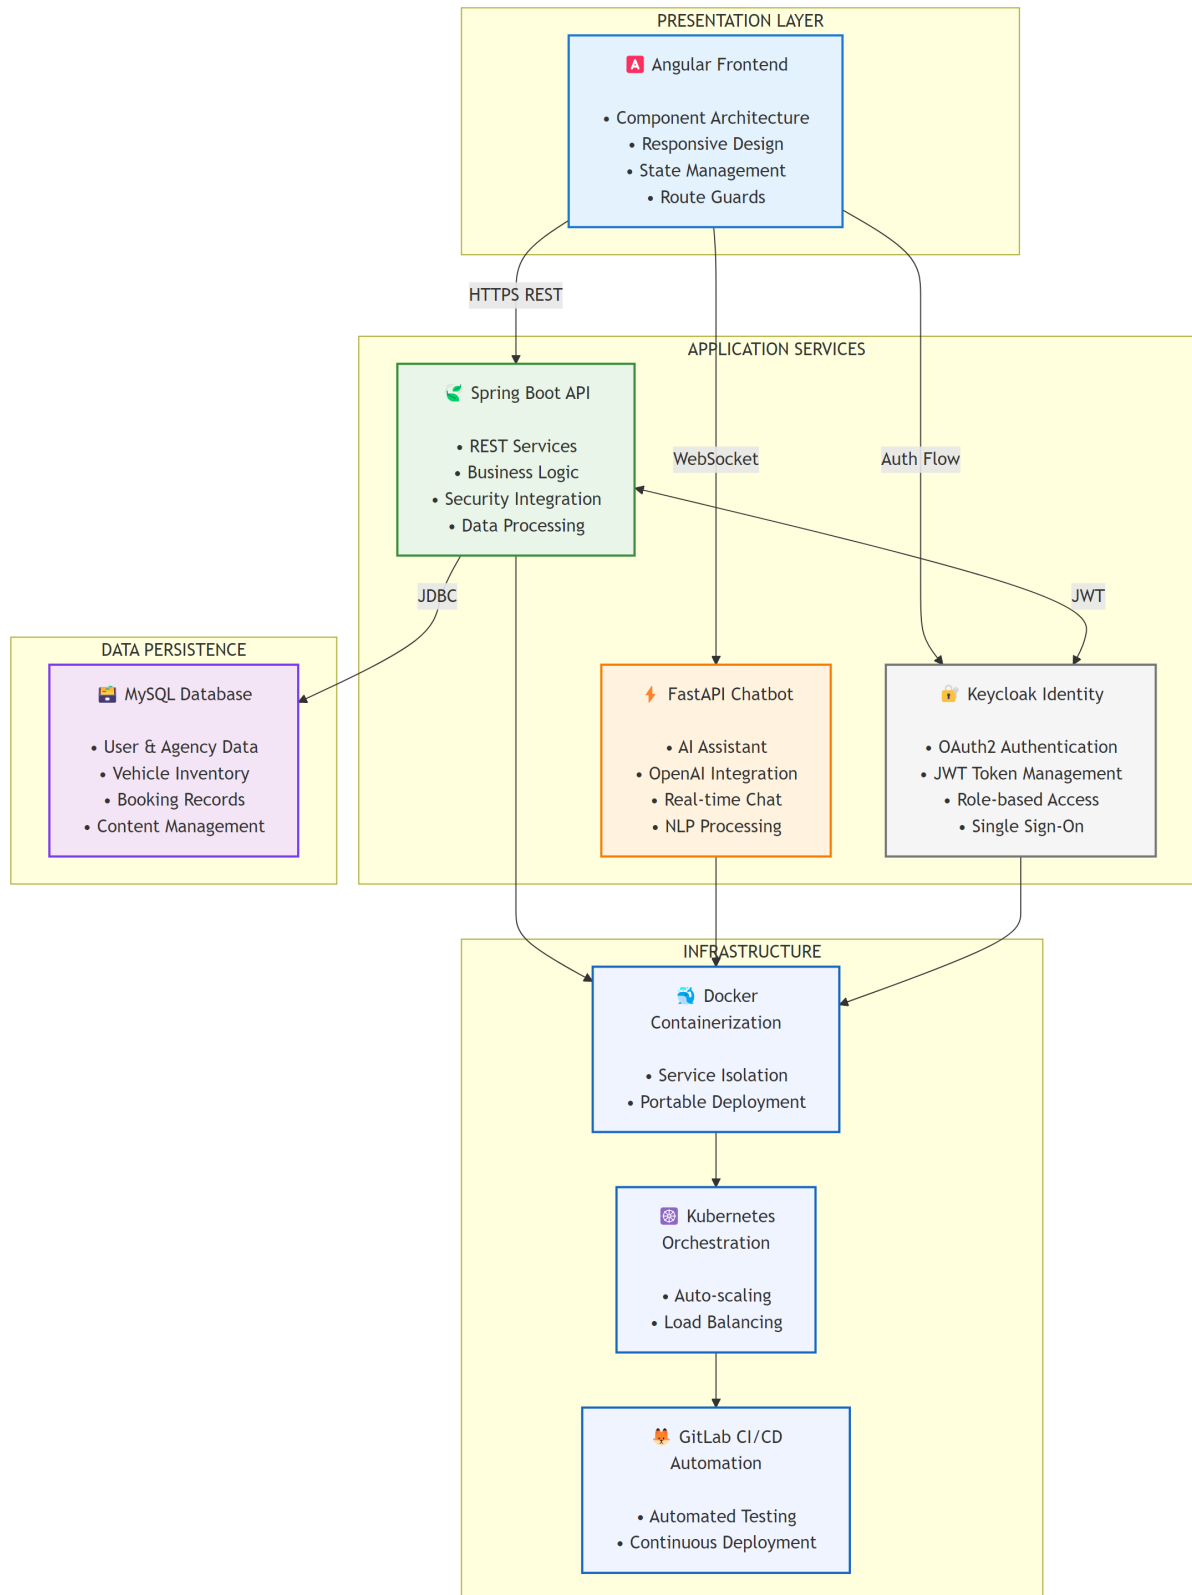 PRESENTATION LAYER
🅰️ Angular Frontend
• Component Architecture
• Responsive Design
• State Management
• Route Guards
HTTPS REST
APPLICATION SERVICES
🍃 Spring Boot API
• REST Services
• Business Logic
• Security Integration
• Data Processing
WebSocket
Auth Flow
JDBC
JWT
DATA PERSISTENCE
🗃️ MySQL Database
• User & Agency Data
• Vehicle Inventory
• Booking Records
• Content Management
⚡ FastAPI Chatbot
• AI Assistant
• OpenAI Integration
• Real-time Chat
• NLP Processing
🔐 Keycloak Identity
• OAuth2 Authentication
• JWT Token Management
• Role-based Access
• Single Sign-On
INFRASTRUCTURE
🐳 Docker
Containerization
• Service Isolation
• Portable Deployment
☸️ Kubernetes
Orchestration
• Auto-scaling
• Load Balancing
🦊 GitLab CI/CD
Automation
• Automated Testing
• Continuous Deployment